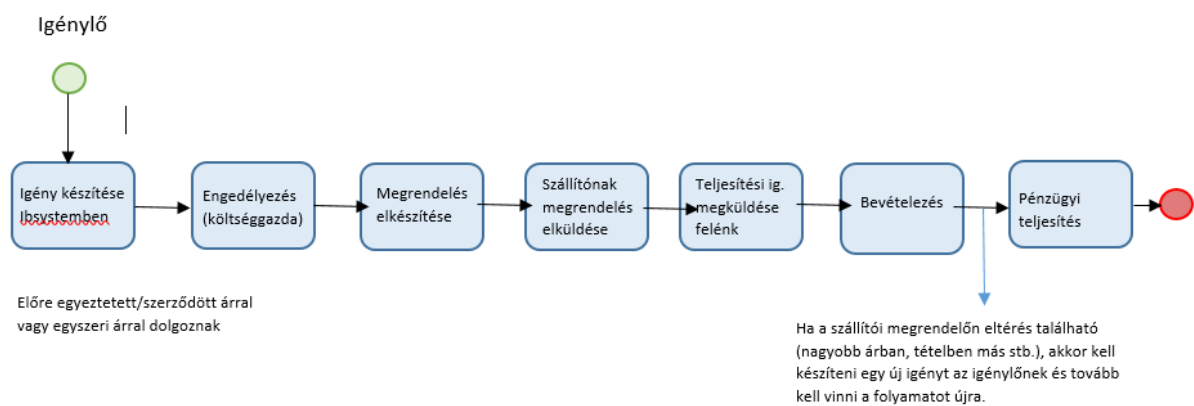 Igénylő
Igény készítése
Ibsystemben
Engedélyezés
(költséggazda)
Megrendelés
elkészítése
Szállítónak
megrendelés
elküldése
Teljesítési ig.
megküldése
felénk
Bevételezés
Pénzügyi
teljesítés
Előre egyeztetett/szerződött árral
vagy egyszeri árral dolgoznak
Ha a szállítói megrendelőn eltérés található
(nagyobb árban, tételben más stb.), akkor kell
készíteni egy új igényt az igénylőnek és tovább
kell vinni a folyamatot újra.